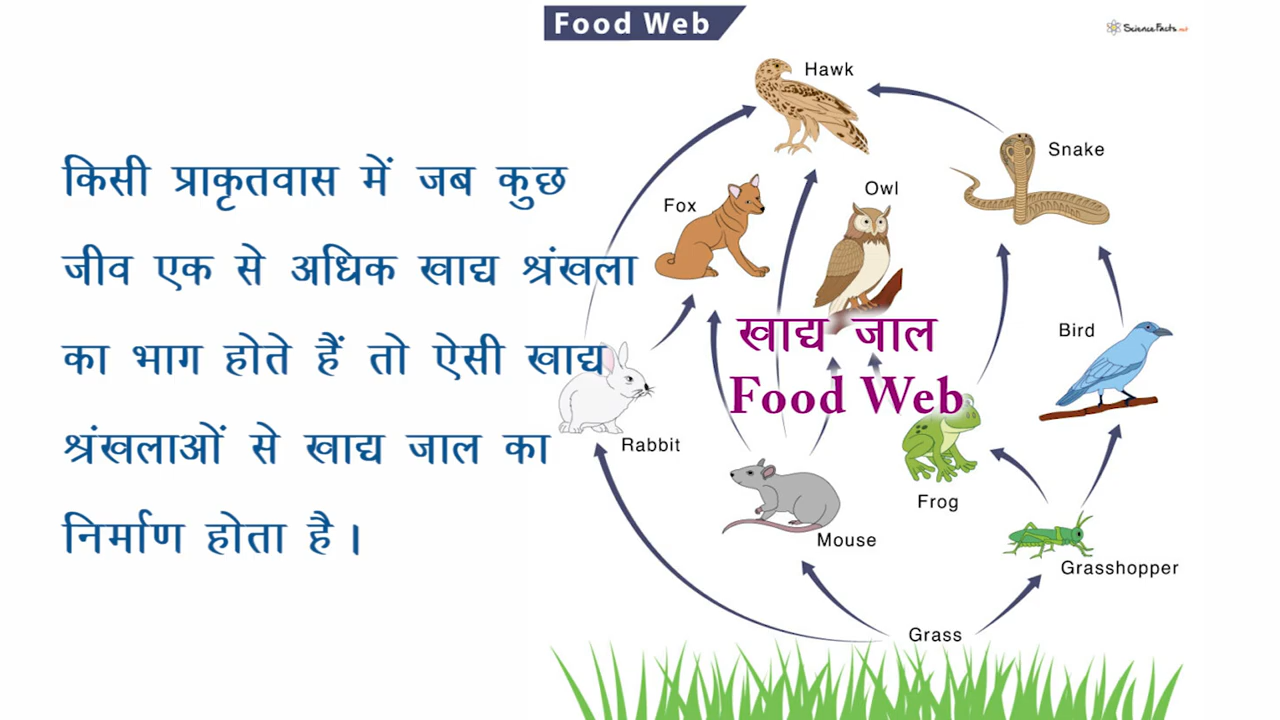 Food Web
ScienceFacts.net
Hawk
Snake
Owl
Fox
किसी प्राकृतवास में जब कुछ
जीव एक से अधिक खाद्य श्रंखला
का भाग होते हैं तो ऐसी खाद्य
श्रंखलाओं से खाद्य जाल का
निर्माण होता है।
खाद्य जाल
Food Web
Bird
Rabbit
Frog
Mouse
Grasshopper
Grass